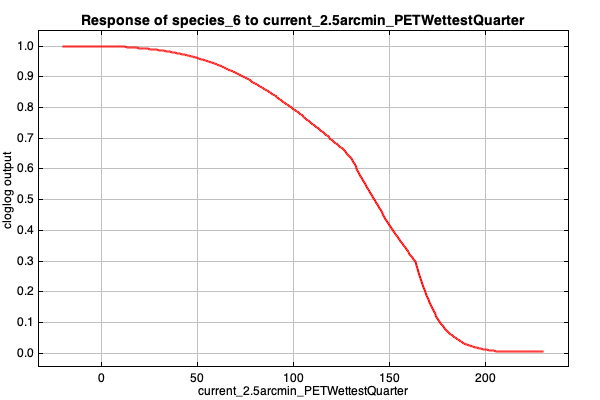 Response of species_6 to current_2.5arcmin_PETWettestQuarter
1.0
0.9
0.8
0.7
0.6
0.5
0.4
0.3
0.2
0.1
0.0
cloglog output
0 50 100 150 200
current_2.5arcmin_PETWettestQuarter